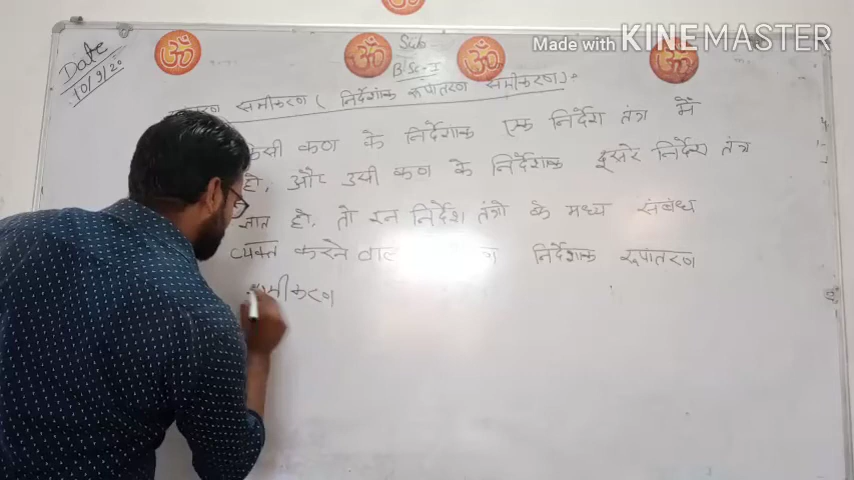 Made with KINEMASTER
Date
10/9/20
Sub
B.Sc-I
समीकरण ( निर्देशांक रूपांतरण समीकरण ):-
कण के निर्देशांक एक निर्देश तंत्र में
हो, और उसी कण के निर्देशांक दूसरे निर्देश तंत्र
ज्ञात हो, तो इन निर्देश तंत्रो के मध्य संबंध
व्यक्त करने निर्देशांक रूपांतरण
समीकरण